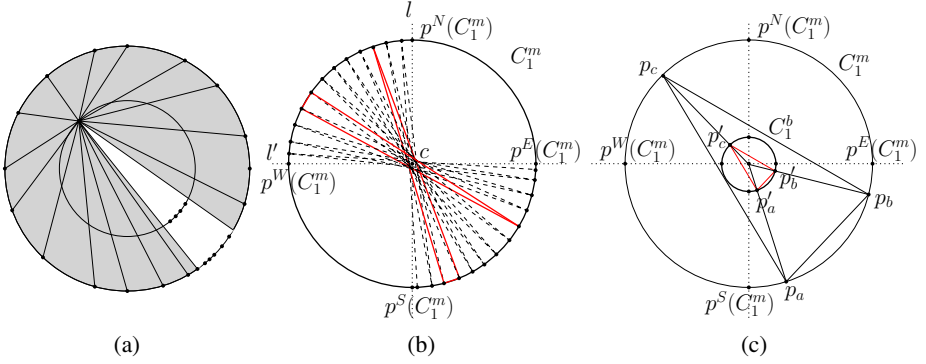 l
p^N(C_1^m)
C_1^m
l'
c
p^E(C_1^m)
p^W(C_1^m)
p^S(C_1^m)
p^N(C_1^m)
C_1^m
p_c
C_1^b
p'_c
p^W(C_1^m)
p^E(C_1^m)
p'_b
p'_a
p_b
p^S(C_1^m)
p_a
(a)
(b)
(c)